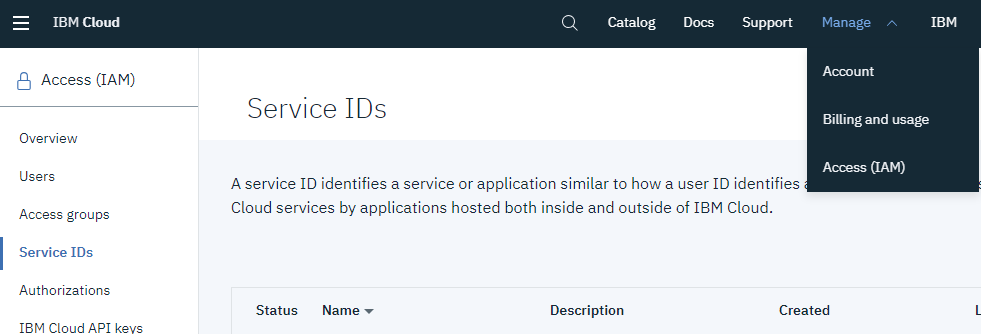 IBM Cloud
Catalog
Docs
Support
Manage
IBM
Account
Billing and usage
Access (IAM)
Access (IAM)
Overview
Users
Access groups
Service IDs
Authorizations
IBM Cloud API keys
Service IDs
A service ID identifies a service or application similar to how a user ID identifies
Cloud services by applications hosted both inside and outside of IBM Cloud.
Status
Name
Description
Created